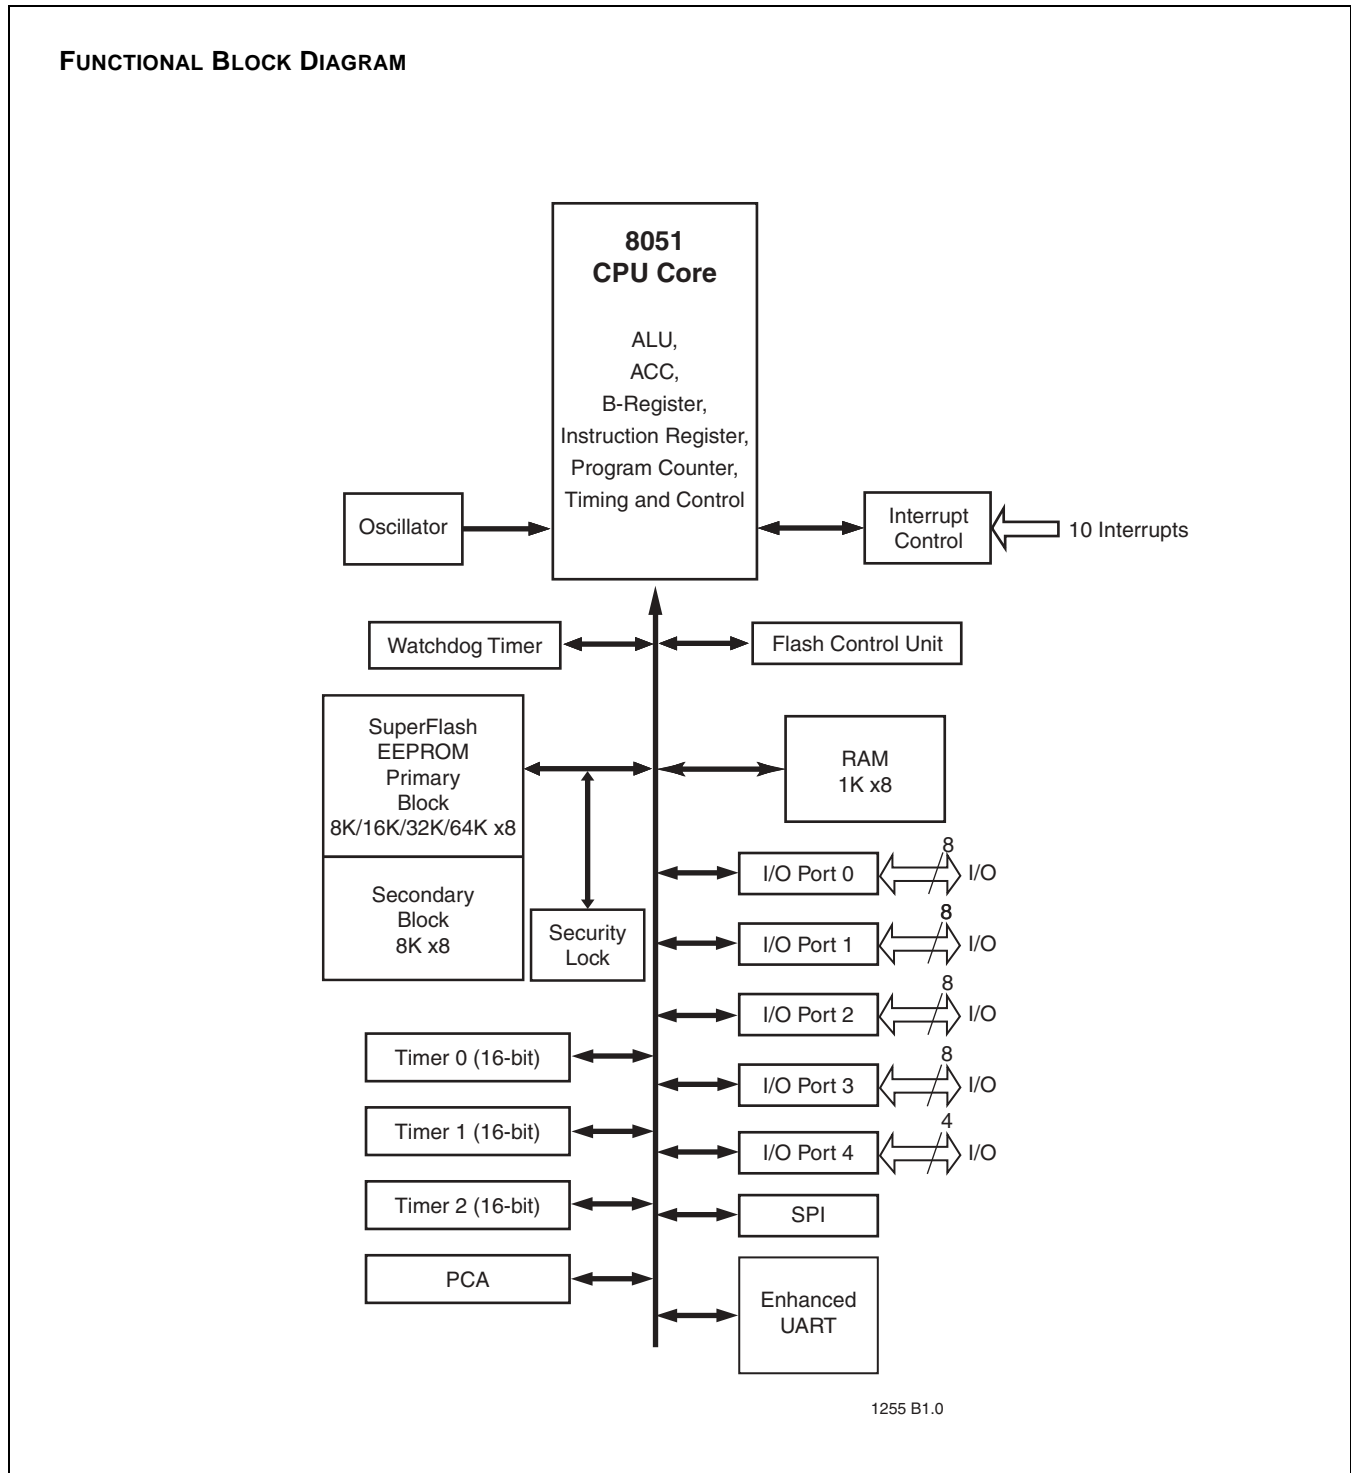 FUNCTIONAL BLOCK DIAGRAM
8051
CPU Core
ALU,
ACC,
B-Register,
Instruction Register,
Program Counter,
Timing and Control
Oscillator
Interrupt
Control
10 Interrupts
Watchdog Timer
Flash Control Unit
SuperFlash
EEPROM
Primary
Block
8K/16K/32K/64K x8
RAM
1K x8
Secondary
Block
8K x8
Security
Lock
I/O Port 0
8
I/O
I/O Port 1
8
I/O
I/O Port 2
8
I/O
I/O Port 3
8
I/O
I/O Port 4
4
I/O
Timer 0 (16-bit)
Timer 1 (16-bit)
Timer 2 (16-bit)
PCA
SPI
Enhanced
UART
1255 B1.0